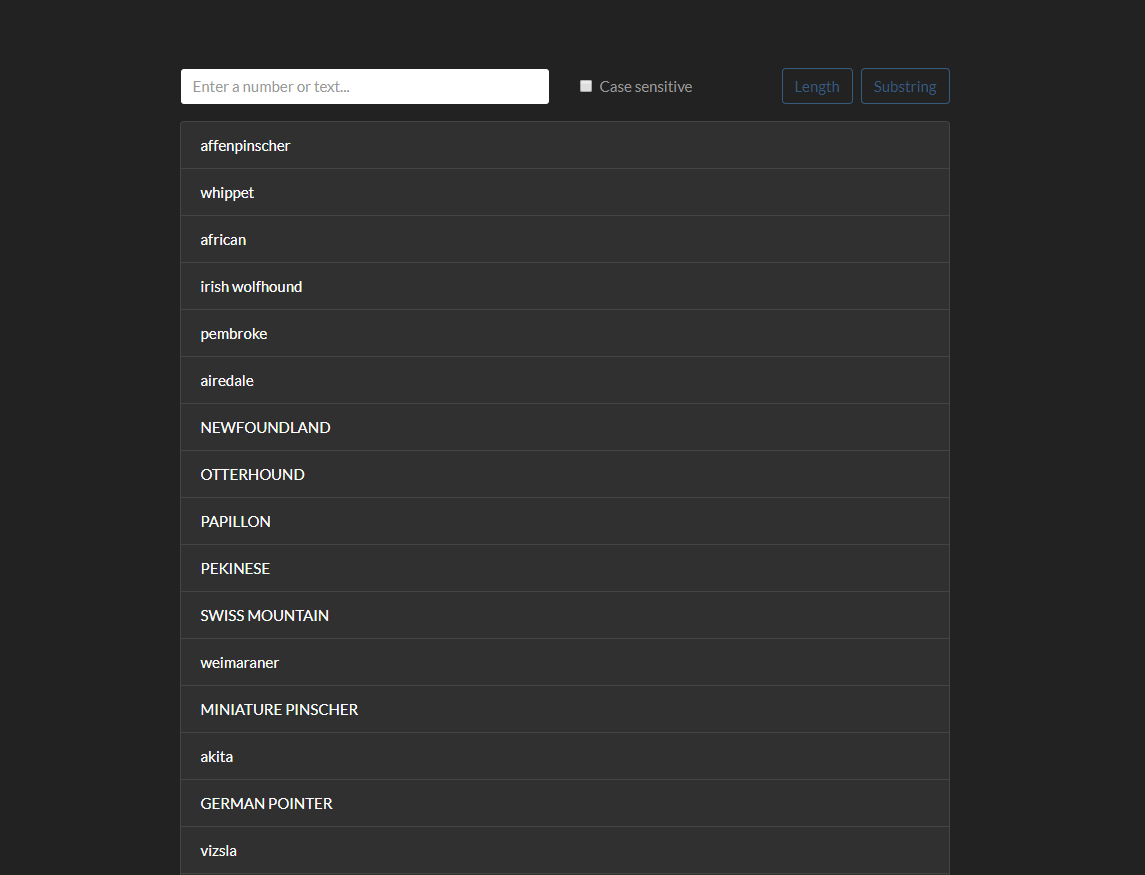 Enter a number or text... Case sensitive Length Substring
affenpinscher
whippet
african
irish wolfhound
pembroke
airedale
NEWFOUNDLAND
OTTERHOUND
PAPILLON
PEKINESE
SWISS MOUNTAIN
weimaraner
MINIATURE PINSCHER
akita
GERMAN POINTER
vizsla